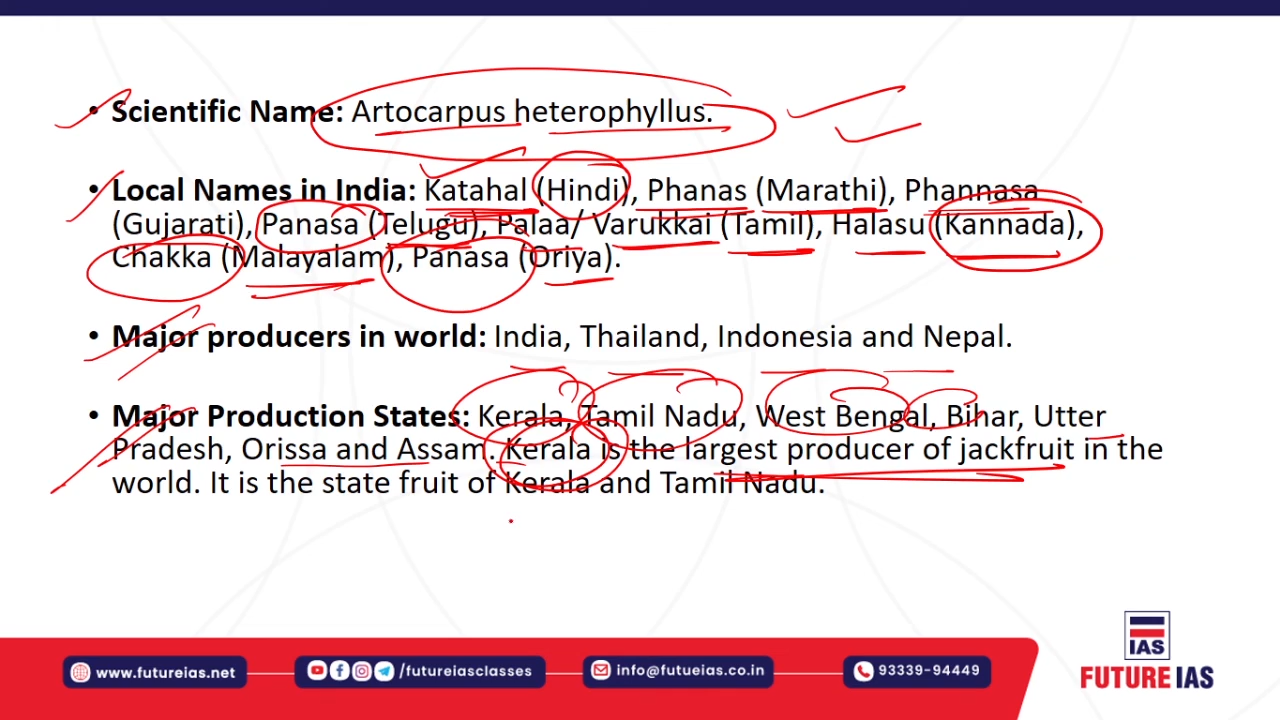 • Scientific Name: Artocarpus heterophyllus.
• Local Names in India: Katahal (Hindi), Phanas (Marathi), Phannasa
(Gujarati), Panasa (Telugu), Palaa/ Varukkai (Tamil), Halasu (Kannada),
Chakka (Malayalam), Panasa (Oriya).
• Major producers in world: India, Thailand, Indonesia and Nepal.
• Major Production States: Kerala, Tamil Nadu, West Bengal, Bihar, Utter
Pradesh, Orissa and Assam. Kerala is the largest producer of jackfruit in the
world. It is the state fruit of Kerala and Tamil Nadu.
IAS
FUTURE IAS
www.futureias.net
/futureiasclasses
info@futueias.co.in
93339-94449